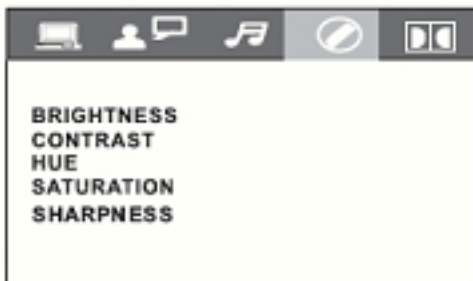 BRIGHTNESS
CONTRAST
HUE
SATURATION
SHARPNESS